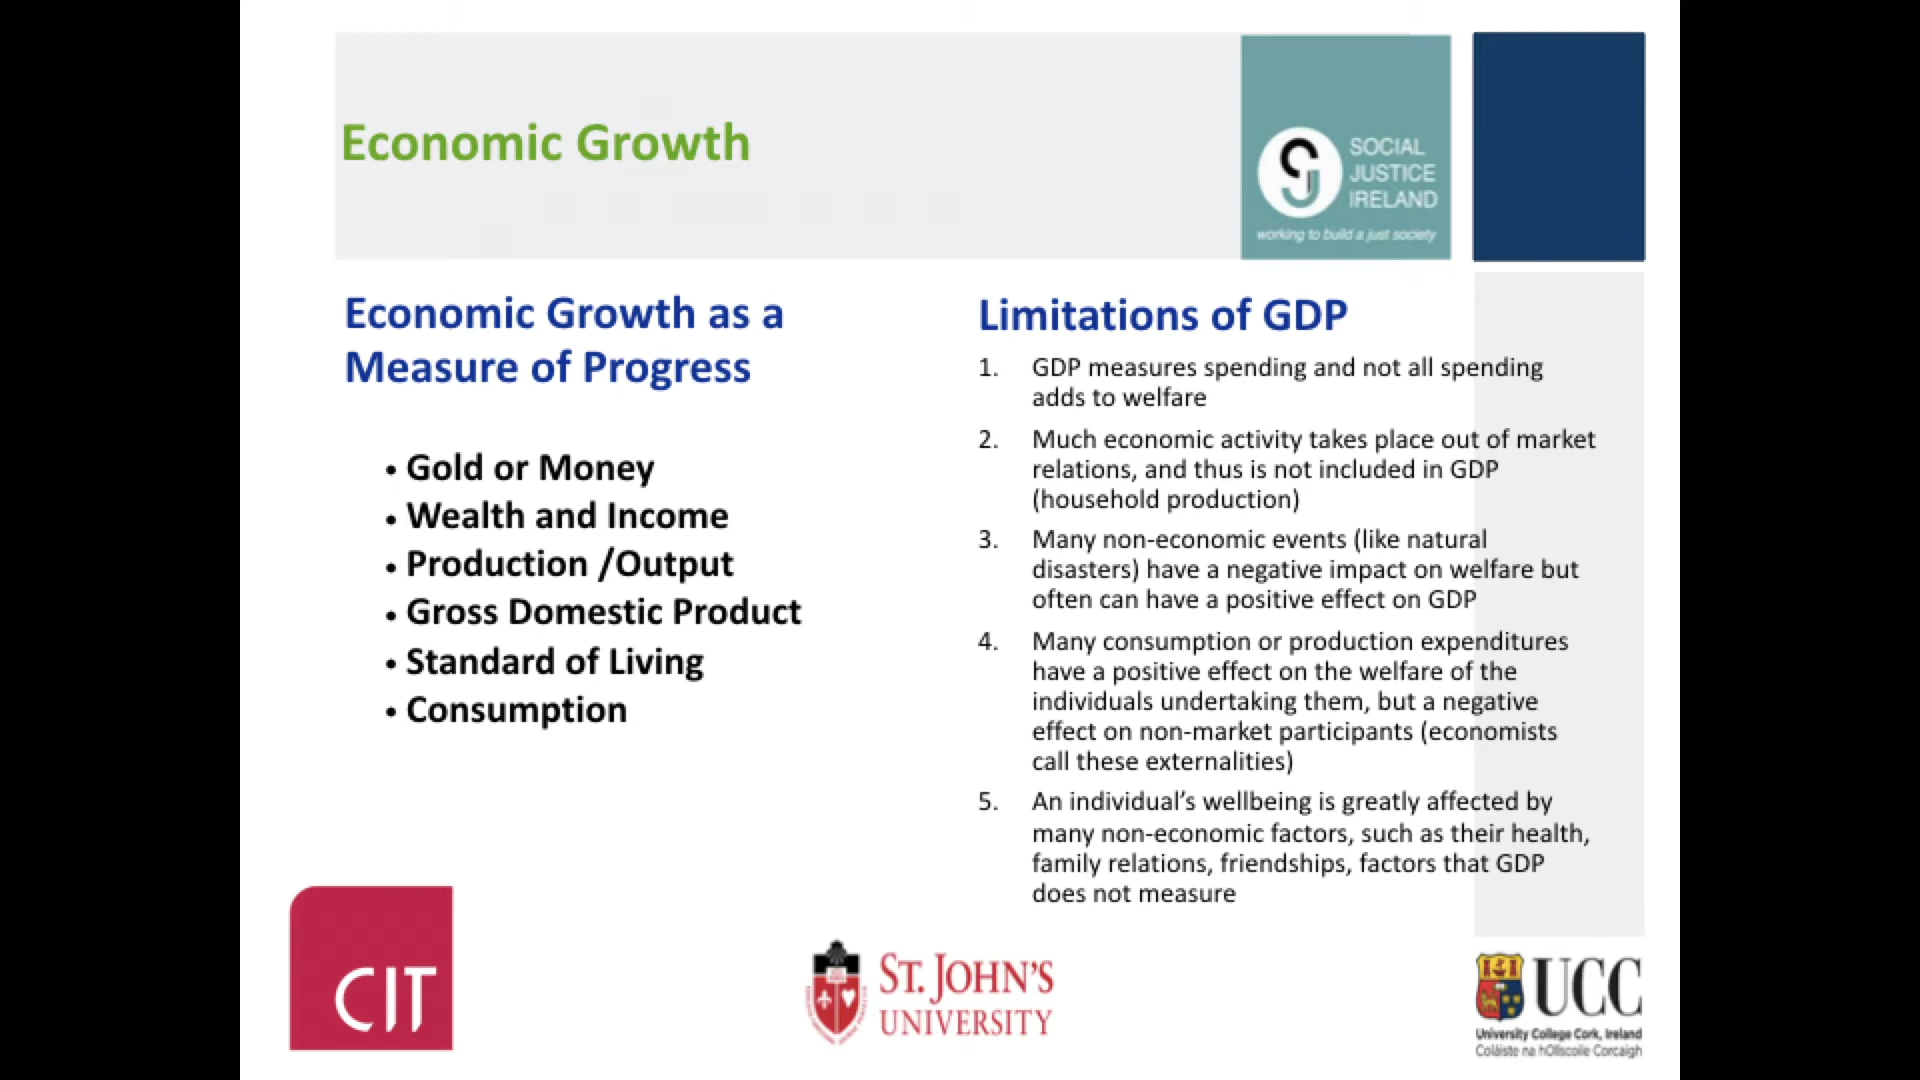 Economic Growth
SOCIAL
JUSTICE
IRELAND
working to build a just society
Economic Growth as a
Measure of Progress
• Gold or Money
• Wealth and Income
• Production /Output
• Gross Domestic Product
• Standard of Living
• Consumption
Limitations of GDP
1. GDP measures spending and not all spending
adds to welfare
2. Much economic activity takes place out of market
relations, and thus is not included in GDP
(household production)
3. Many non-economic events (like natural
disasters) have a negative impact on welfare but
often can have a positive effect on GDP
4. Many consumption or production expenditures
have a positive effect on the welfare of the
individuals undertaking them, but a negative
effect on non-market participants (economists
call these externalities)
5. An individual’s wellbeing is greatly affected by
many non-economic factors, such as their health,
family relations, friendships, factors that GDP
does not measure
CIT
ST. JOHN'S
UNIVERSITY
UCC
University College Cork, Ireland
Coláiste na hOllscoile Corcaigh